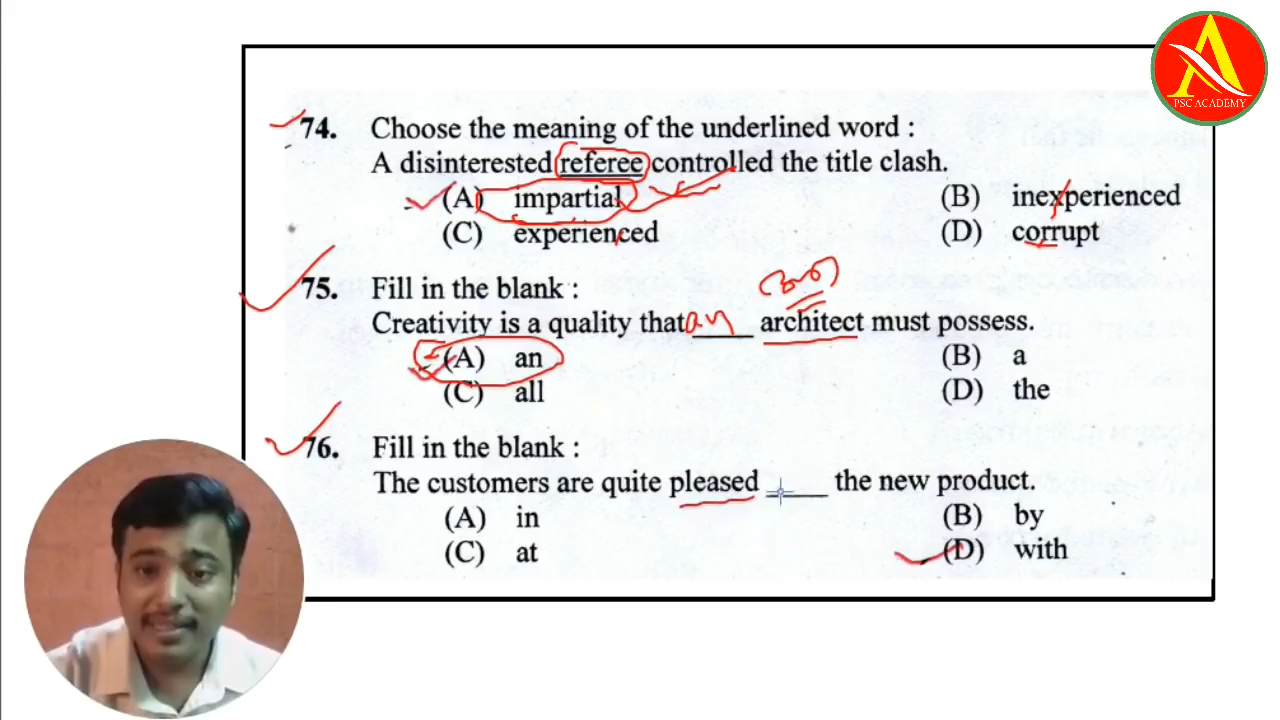 A
PSC ACADEMY
74. Choose the meaning of the underlined word :
A disinterested referee controlled the title clash.
(A) impartial (B) inexperienced
(C) experienced (D) corrupt
75. Fill in the blank :
Creativity is a quality that an ____ architect must possess.
(A) an (B) a
(C) all (D) the
76. Fill in the blank :
The customers are quite pleased ____ the new product.
(A) in (B) by
(C) at (D) with